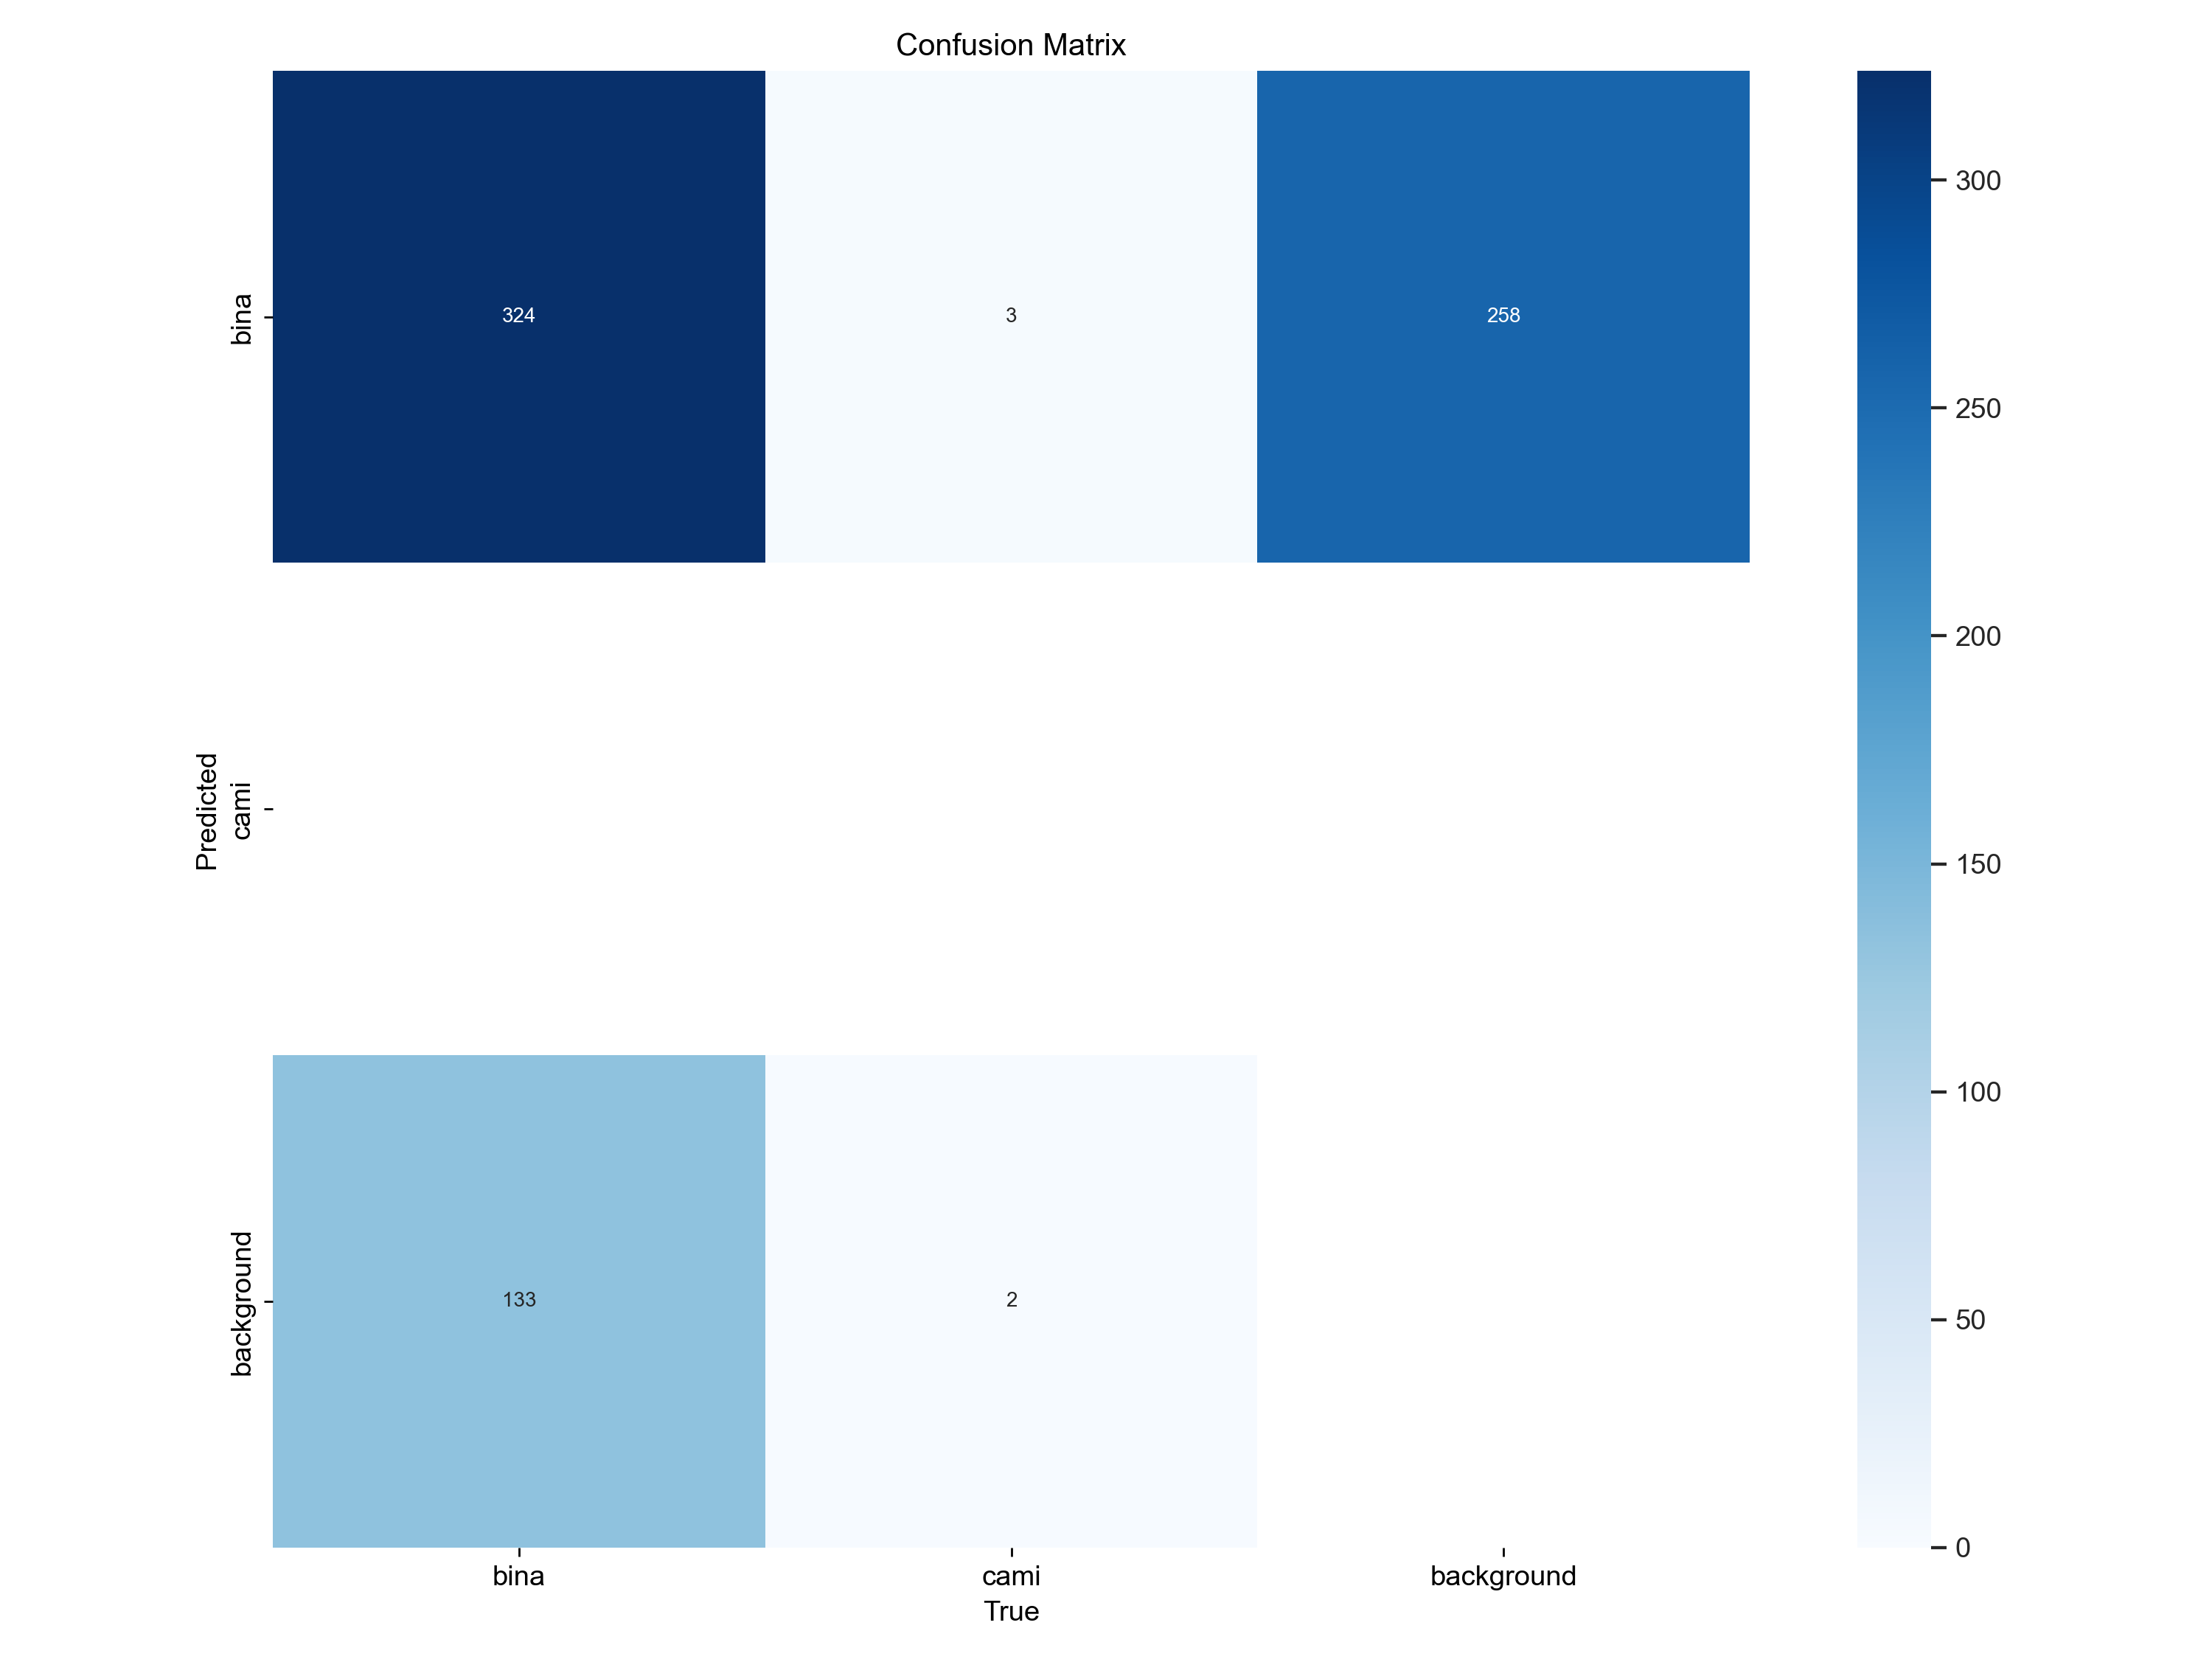 Confusion Matrix
bina
324
3
258
300
250
200
Predicted
cami
150
100
background
133
2
50
0
bina
cami
background
True